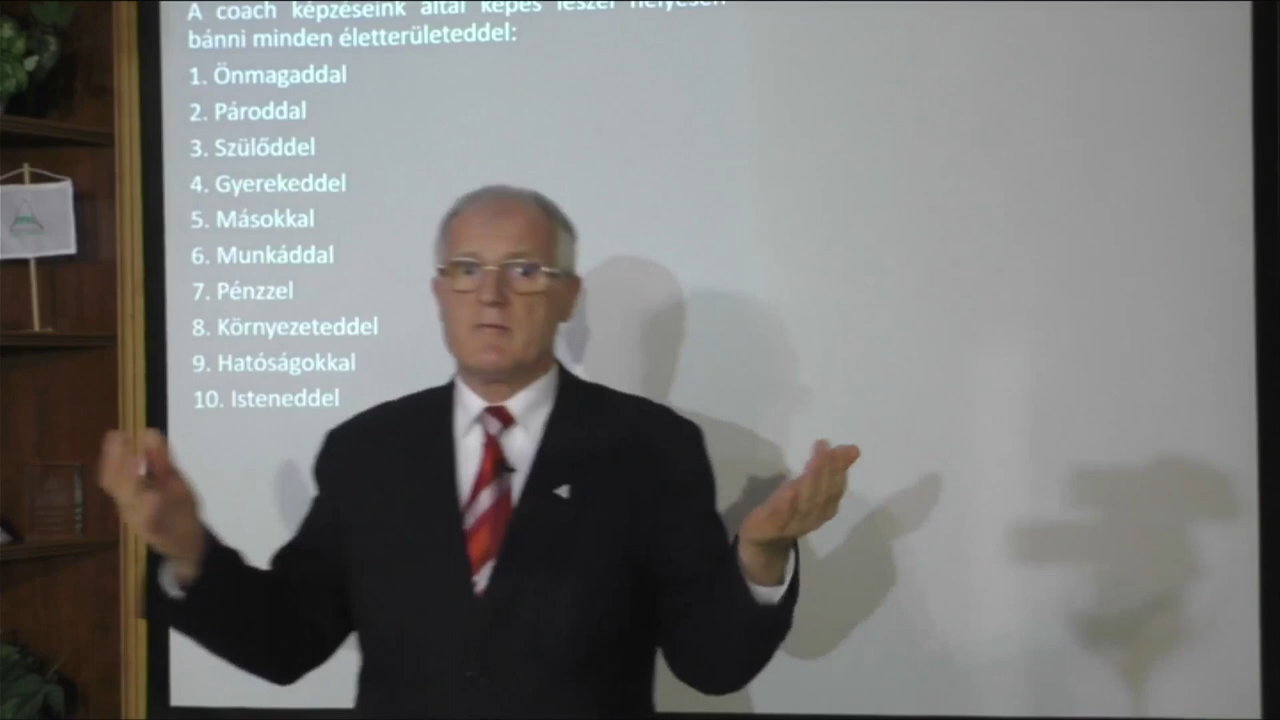 A coach képzéseink által képes leszel helyesen
bánni minden életterületeddel:
1. Önmagaddal
2. Pároddal
3. Szülőddel
4. Gyerekeddel
5. Másokkal
6. Munkáddal
7. Pénzzel
8. Környezeteddel
9. Hatóságokkal
10. Isteneddel